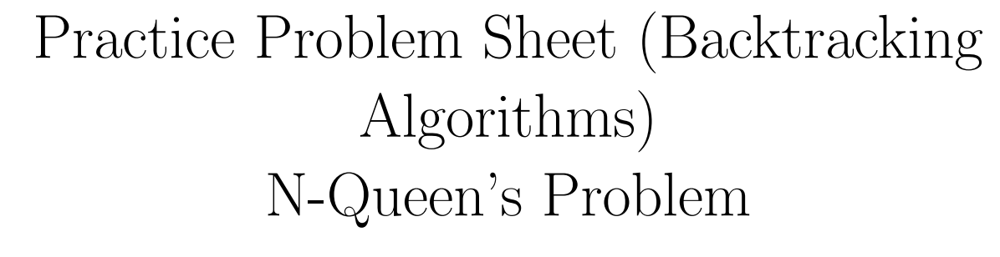 Practice Problem Sheet (Backtracking
Algorithms)
N-Queen’s Problem